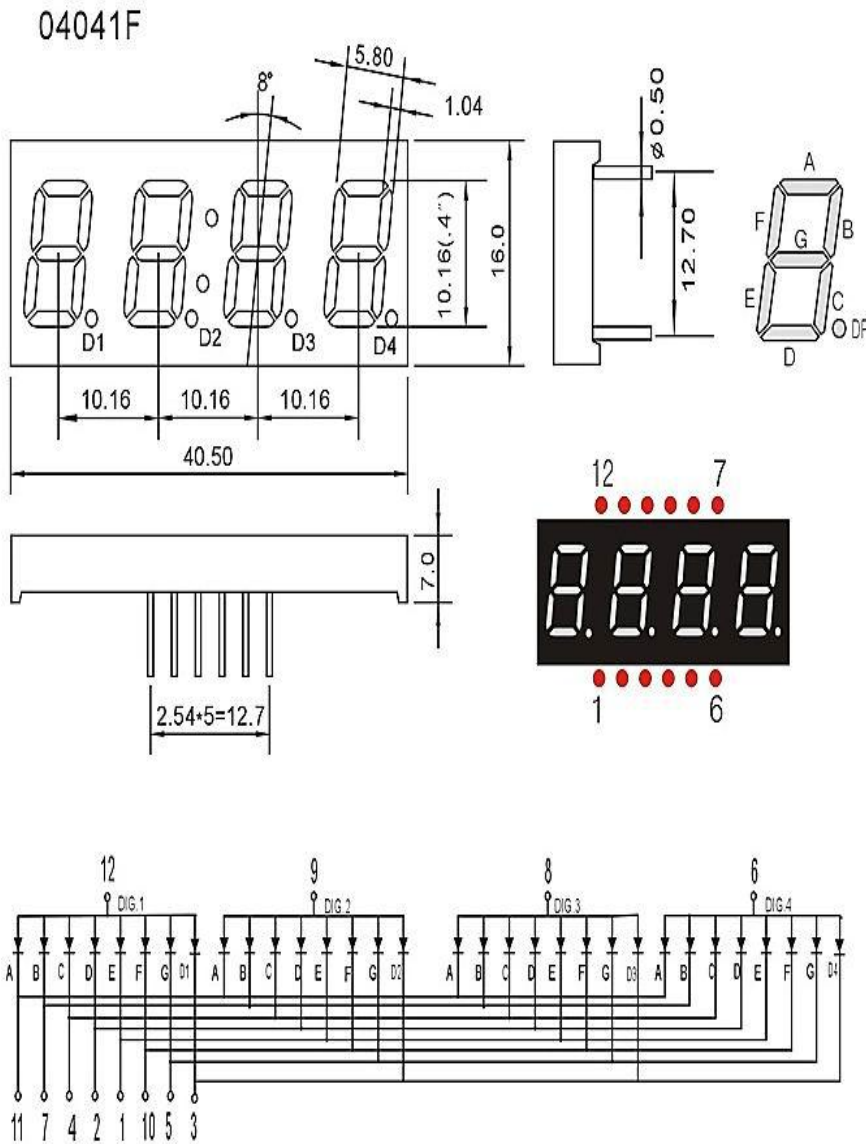 04041F
5.80
8°
1.04
ø0.50
10.16(.4")
16.0
12.70
A
F
B
G
E
C
D
DP
D1
D2
D3
D4
10.16
10.16
10.16
40.50
7.0
2.54*5=12.7
12
7
1
6
12
9
8
6
DIG.1
DIG.2
DIG.3
DIG.4
A B C D E F G D1
A B C D E F G D2
A B C D E F G D3
A B C D E F G D4
11 7 4 2 1 10 5 3